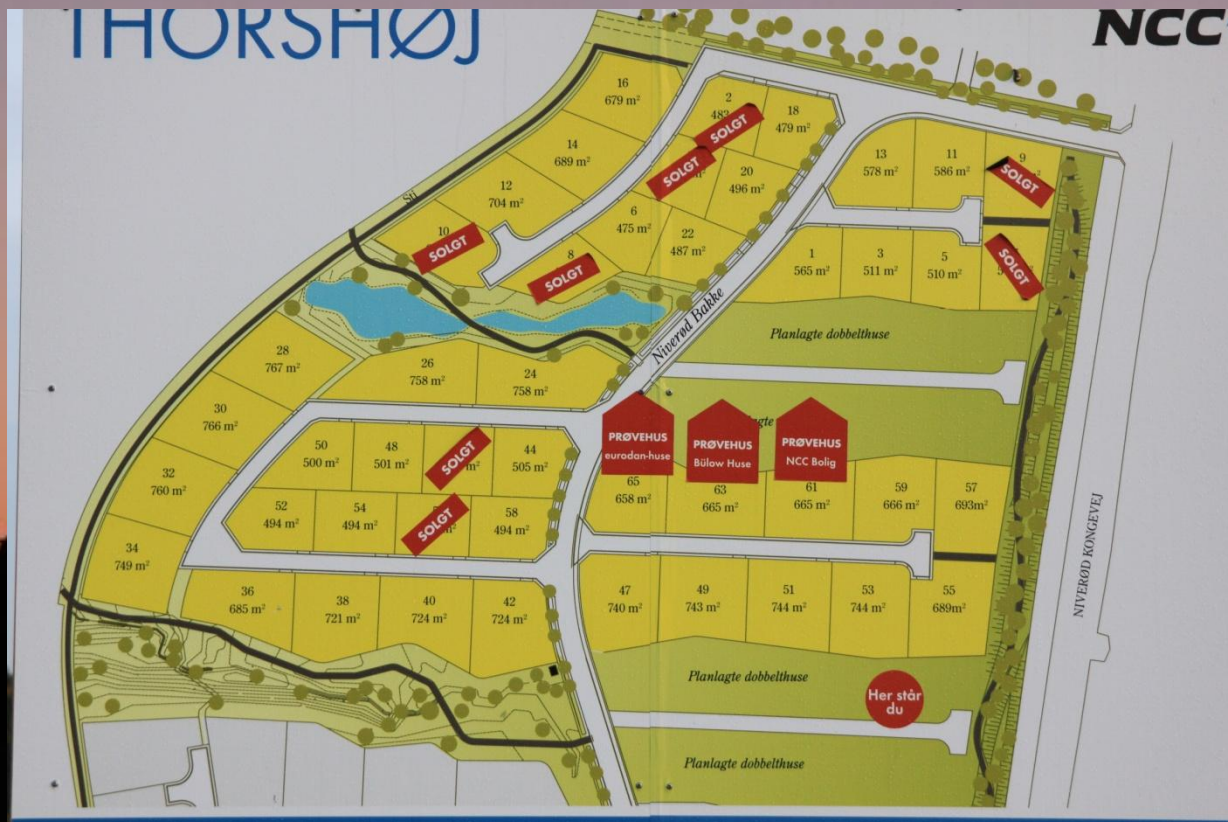 THORSHØJ
NCC
16
679 m²
2
SOLGT
18
479 m²
14
689 m²
SOLGT
20
496 m²
13
578 m²
11
586 m²
9
SOLGT
12
704 m²
Sti
10
SOLGT
6
475 m²
22
487 m²
8
SOLGT
1
565 m²
3
511 m²
5
510 m²
SOLGT
Niverød Bakke
Planlagte dobbelthuse
28
767 m²
26
758 m²
24
758 m²
30
766 m²
PRØVEHUS
eurodan-huse
PRØVEHUS
Bülow Huse
PRØVEHUS
NCC Bolig
50
500 m²
48
501 m²
SOLGT
44
505 m²
32
760 m²
65
658 m²
63
665 m²
61
665 m²
59
666 m²
57
693m²
52
494 m²
54
494 m²
SOLGT
58
494 m²
34
749 m²
36
685 m²
38
721 m²
40
724 m²
42
724 m²
47
740 m²
49
743 m²
51
744 m²
53
744 m²
55
689m²
NIVERØD KONGEVEJ
Planlagte dobbelthuse
Her står
du
Planlagte dobbelthuse